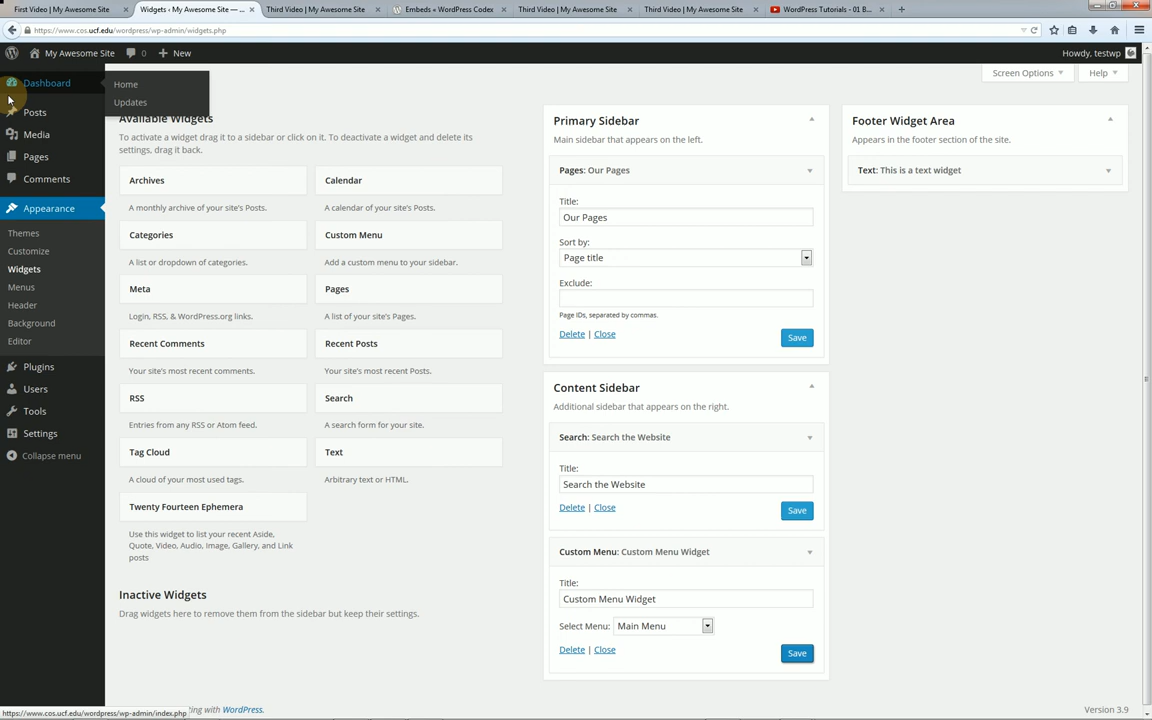 First Video | My Awesome Site
Widgets ‹ My Awesome Site — ...
Third Video | My Awesome Site
Embeds « WordPress Codex
Third Video | My Awesome Site
Third Video | My Awesome Site
WordPress Tutorials - 01 B...
https://www.cos.ucf.edu/wordpress/wp-admin/widgets.php
My Awesome Site
0
+ New
Howdy, testwp
Dashboard
Posts
Media
Pages
Comments
Appearance
Themes
Customize
Widgets
Menus
Header
Background
Editor
Plugins
Users
Tools
Settings
Collapse menu
Home
Updates
Screen Options
Help
Available Widgets
To activate a widget drag it to a sidebar or click on it. To deactivate a widget and delete its
settings, drag it back.
Archives
A monthly archive of your site's Posts.
Calendar
A calendar of your site's Posts.
Categories
A list or dropdown of categories.
Custom Menu
Add a custom menu to your sidebar.
Meta
Login, RSS, & WordPress.org links.
Pages
A list of your site's Pages.
Recent Comments
Your site's most recent comments.
Recent Posts
Your site's most recent Posts.
RSS
Entries from any RSS or Atom feed.
Search
A search form for your site.
Tag Cloud
A cloud of your most used tags.
Text
Arbitrary text or HTML.
Twenty Fourteen Ephemera
Use this widget to list your recent Aside,
Quote, Video, Audio, Image, Gallery, and Link
posts
Inactive Widgets
Drag widgets here to remove them from the sidebar but keep their settings.
Primary Sidebar
Main sidebar that appears on the left.
Pages: Our Pages
Title:
Our Pages
Sort by:
Page title
Exclude:
Page IDs, separated by commas.
Delete | Close
Save
Content Sidebar
Additional sidebar that appears on the right.
Search: Search the Website
Title:
Search the Website
Delete | Close
Save
Custom Menu: Custom Menu Widget
Title:
Custom Menu Widget
Select Menu: Main Menu
Delete | Close
Save
Footer Widget Area
Appears in the footer section of the site.
Text: This is a text widget
https://www.cos.ucf.edu/wordpress/wp-admin/index.php
ting with WordPress.
Version 3.9